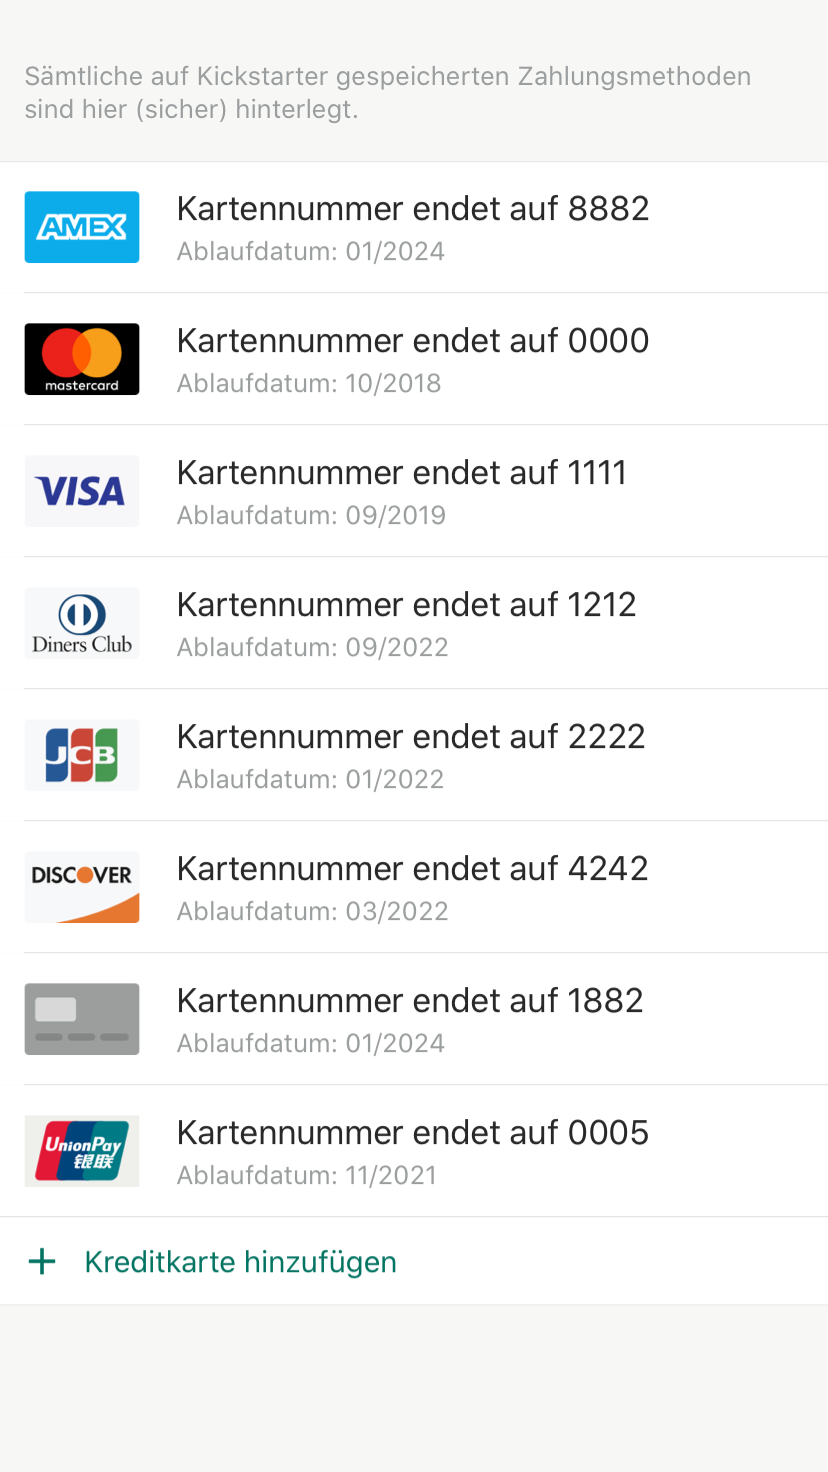 Sämtliche auf Kickstarter gespeicherten Zahlungsmethoden
sind hier (sicher) hinterlegt.
AMEX
Kartennummer endet auf 8882
Ablaufdatum: 01/2024
mastercard
Kartennummer endet auf 0000
Ablaufdatum: 10/2018
VISA
Kartennummer endet auf 1111
Ablaufdatum: 09/2019
Diners Club
Kartennummer endet auf 1212
Ablaufdatum: 09/2022
JCB
Kartennummer endet auf 2222
Ablaufdatum: 01/2022
DISCOVER
Kartennummer endet auf 4242
Ablaufdatum: 03/2022
Kartennummer endet auf 1882
Ablaufdatum: 01/2024
UnionPay
银联
Kartennummer endet auf 0005
Ablaufdatum: 11/2021
+ Kreditkarte hinzufügen